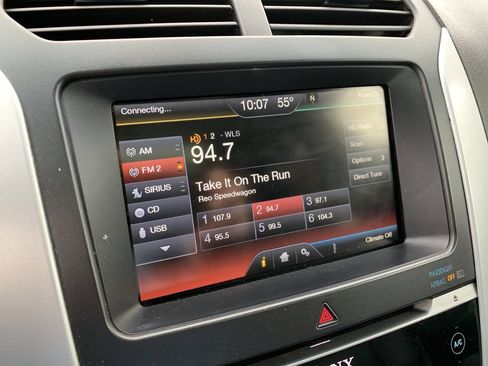 Connecting...
10:07 55° N
AM
FM 2
SIRIUS
CD
USB
HD 1 2 - WLS
94.7
Take It On The Run
Reo Speedwagon
1 107.9 2 94.7 3 97.1
4 95.5 5 99.5 6 104.3
HD Radio
Scan
Options >
Direct Tune
i
Climate Off
PASSENGER
AIRBAG OFF
A/C